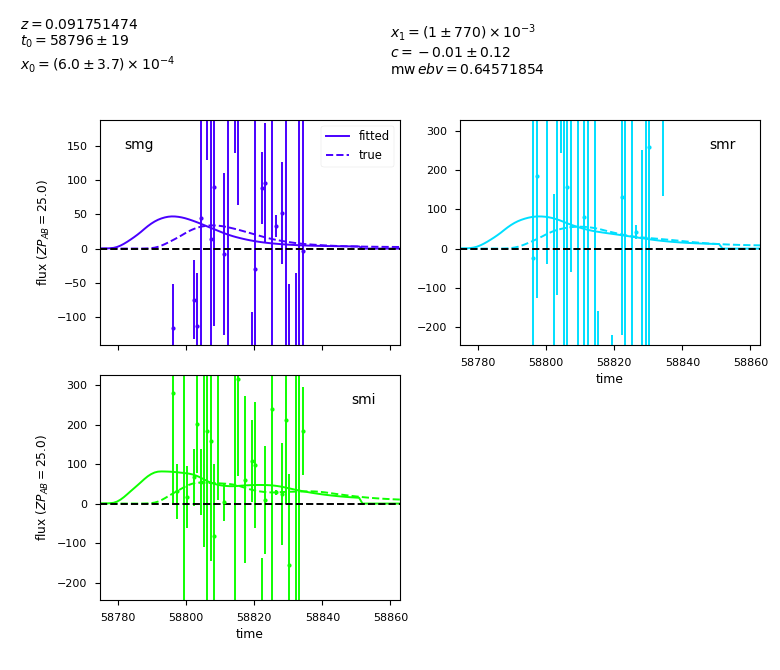 z = 0.091751474
t₀ = 58796 ± 19
x₀ = (6.0 ± 3.7) × 10⁻⁴
x₁ = (1 ± 770) × 10⁻³
c = −0.01 ± 0.12
mw ebv = 0.64571854
smg
fitted
true
150
100
50
0
−50
−100
flux (ZP_AB = 25.0)
smr
300
200
100
0
−100
−200
58780 58800 58820 58840 58860
time
smi
300
200
100
0
−100
−200
flux (ZP_AB = 25.0)
58780 58800 58820 58840 58860
time